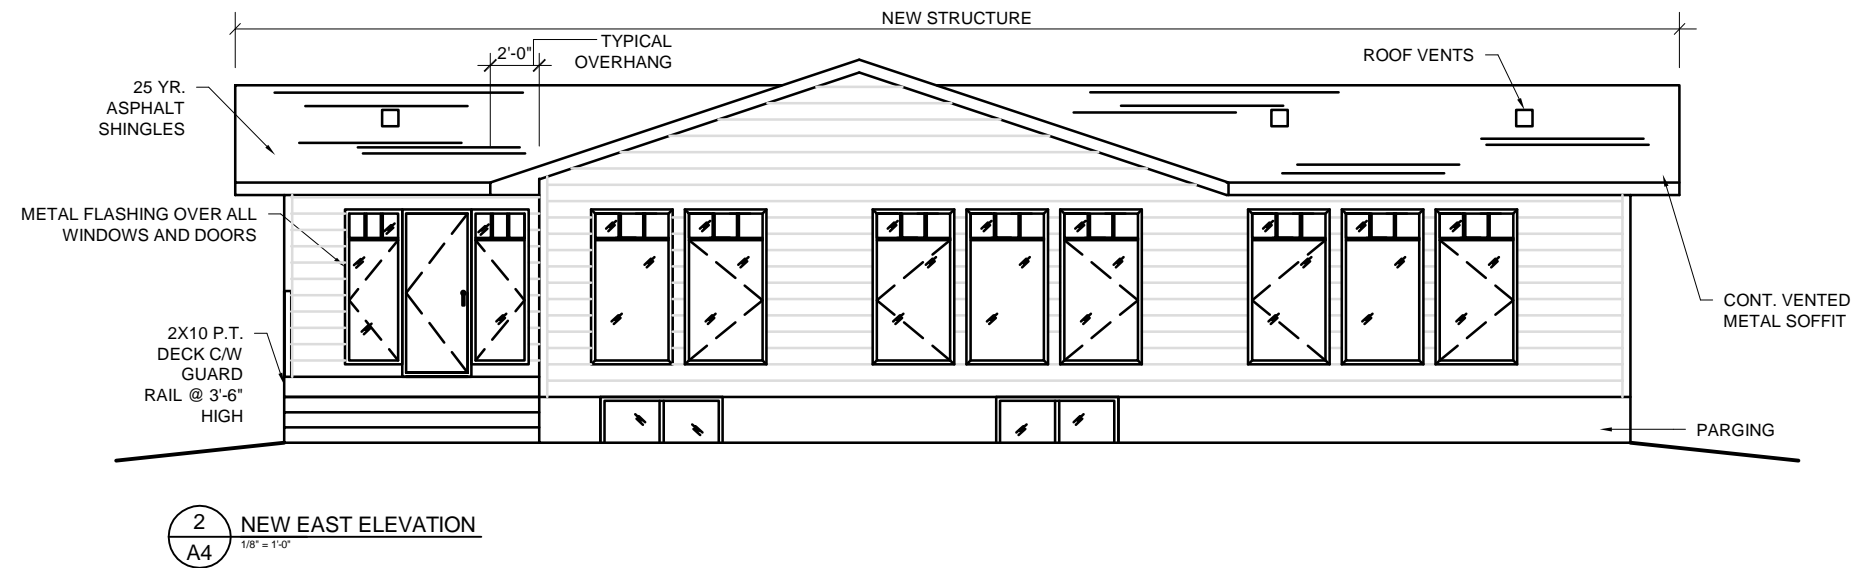 NEW STRUCTURE
2'-0"
TYPICAL
OVERHANG
ROOF VENTS
25 YR.
ASPHALT
SHINGLES
METAL FLASHING OVER ALL
WINDOWS AND DOORS
2X10 P.T.
DECK C/W
GUARD
RAIL @ 3'-6"
HIGH
CONT. VENTED
METAL SOFFIT
PARGING
2
A4
NEW EAST ELEVATION
1/8" = 1'-0"